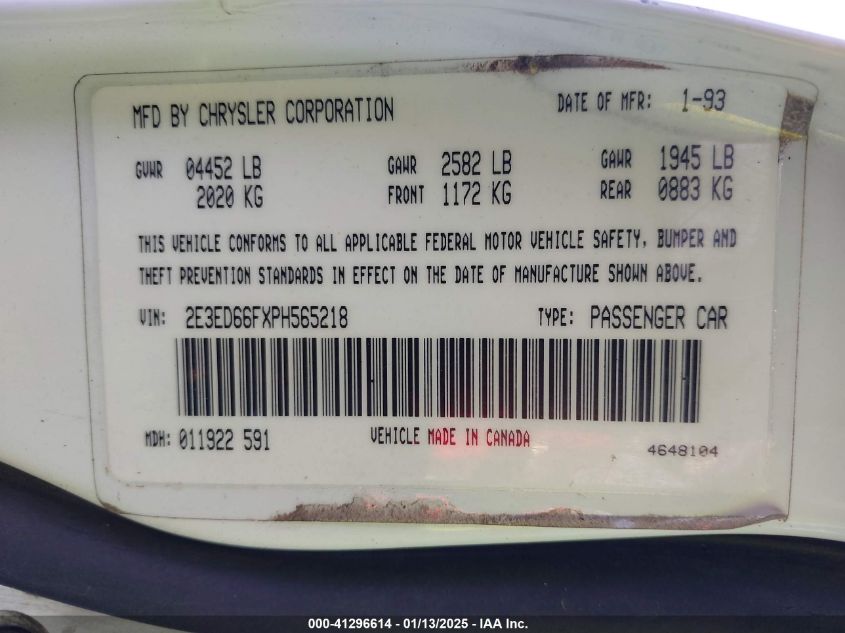 MFD BY CHRYSLER CORPORATION DATE OF MFR: 1-93
GVWR 04452 LB GAWR 2582 LB GAWR 1945 LB
2020 KG FRONT 1172 KG REAR 0883 KG
THIS VEHICLE CONFORMS TO ALL APPLICABLE FEDERAL MOTOR VEHICLE SAFETY, BUMPER AND
THEFT PREVENTION STANDARDS IN EFFECT ON THE DATE OF MANUFACTURE SHOWN ABOVE.
VIN: 2E3ED66FXPH565218 TYPE: PASSENGER CAR
MDH: 011922 591 VEHICLE MADE IN CANADA 4648104
000-41296614 - 01/13/2025 - IAA Inc.